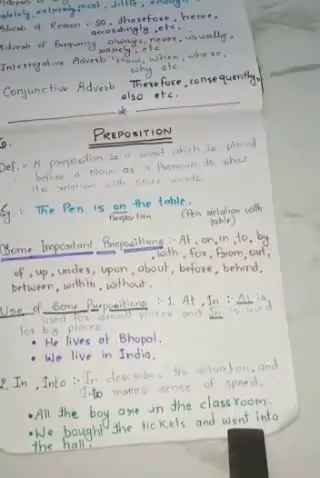 completely, extremely, most, little, enough
Adverb of Reason :- So, therefore, hence,
accordingly, etc.
Adverb of Frequency always, never, usually,
rarely, etc
Interrogative Adverb How, when, where,
why etc
Conjunctive Adverb Therefore, consequently,
also etc.
6.
PREPOSITION
Def. - A preposition is a word which is placed
before a Noun or a Pronoun to show
its relation with other words.
Eg. :- The Pen is on the table.
Preposition (Pen relation with
table)
Some Important Prepositions :- At, on, in, to, by
, with, for, from, out,
of, up, under, upon, about, before, behind,
between, within, without.
Use of Some Prepositions :- 1. At, In :- At is
used for small places and In is used
for big places
• He lives at Bhopal.
• We live in India.
2. In, Into :- In describes the situation, and
Into makes sense of speed.
• All the boy are in the classroom.
• We bought the tickets and went into
the hall.